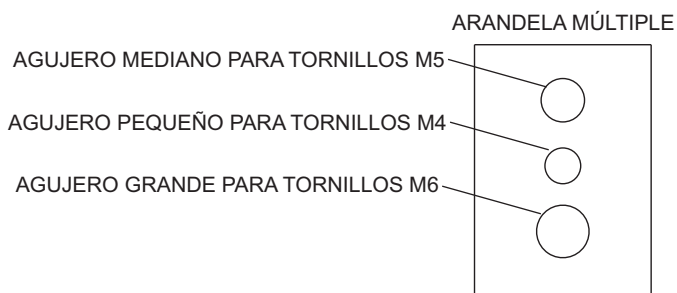 ARANDELA MÚLTIPLE
AGUJERO MEDIANO PARA TORNILLOS M5
AGUJERO PEQUEÑO PARA TORNILLOS M4
AGUJERO GRANDE PARA TORNILLOS M6